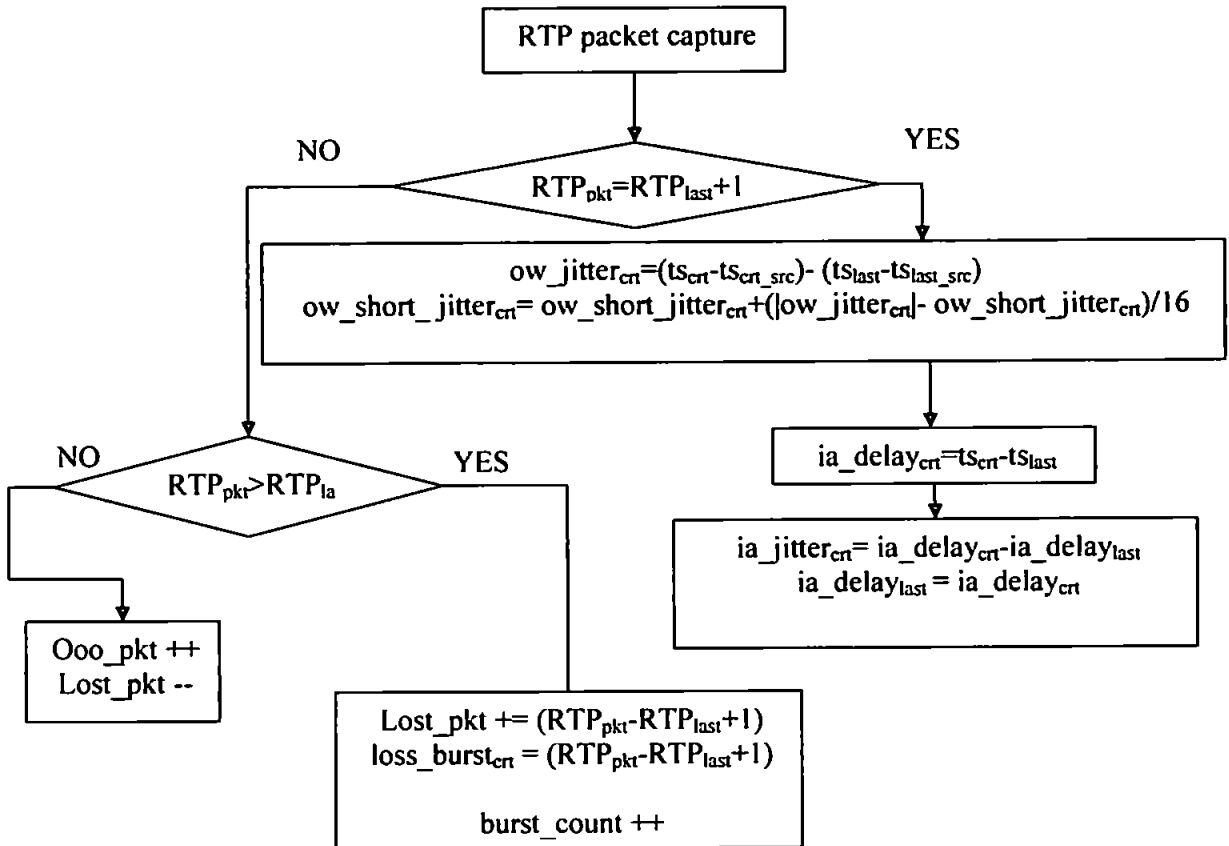 RTP packet capture
NO
YES
RTPpkt=RTPlast+1
ow_jittercrt=(tscrt-tscrt_src)- (tslast-tslast_src)
ow_short_ jittercrt= ow_short_jittercrt+(|ow_jittercrt|- ow_short_jittercrt)/16
ia_delaycrt=tscrt-tslast
NO
YES
RTPpkt>RTPla
ia_jittercrt= ia_delaycrt-ia_delaylast
ia_delaylast = ia_delaycrt
Ooo_pkt ++
Lost_pkt --
Lost_pkt += (RTPpkt-RTPlast+1)
loss_burstcrt = (RTPpkt-RTPlast+1)
burst_count ++